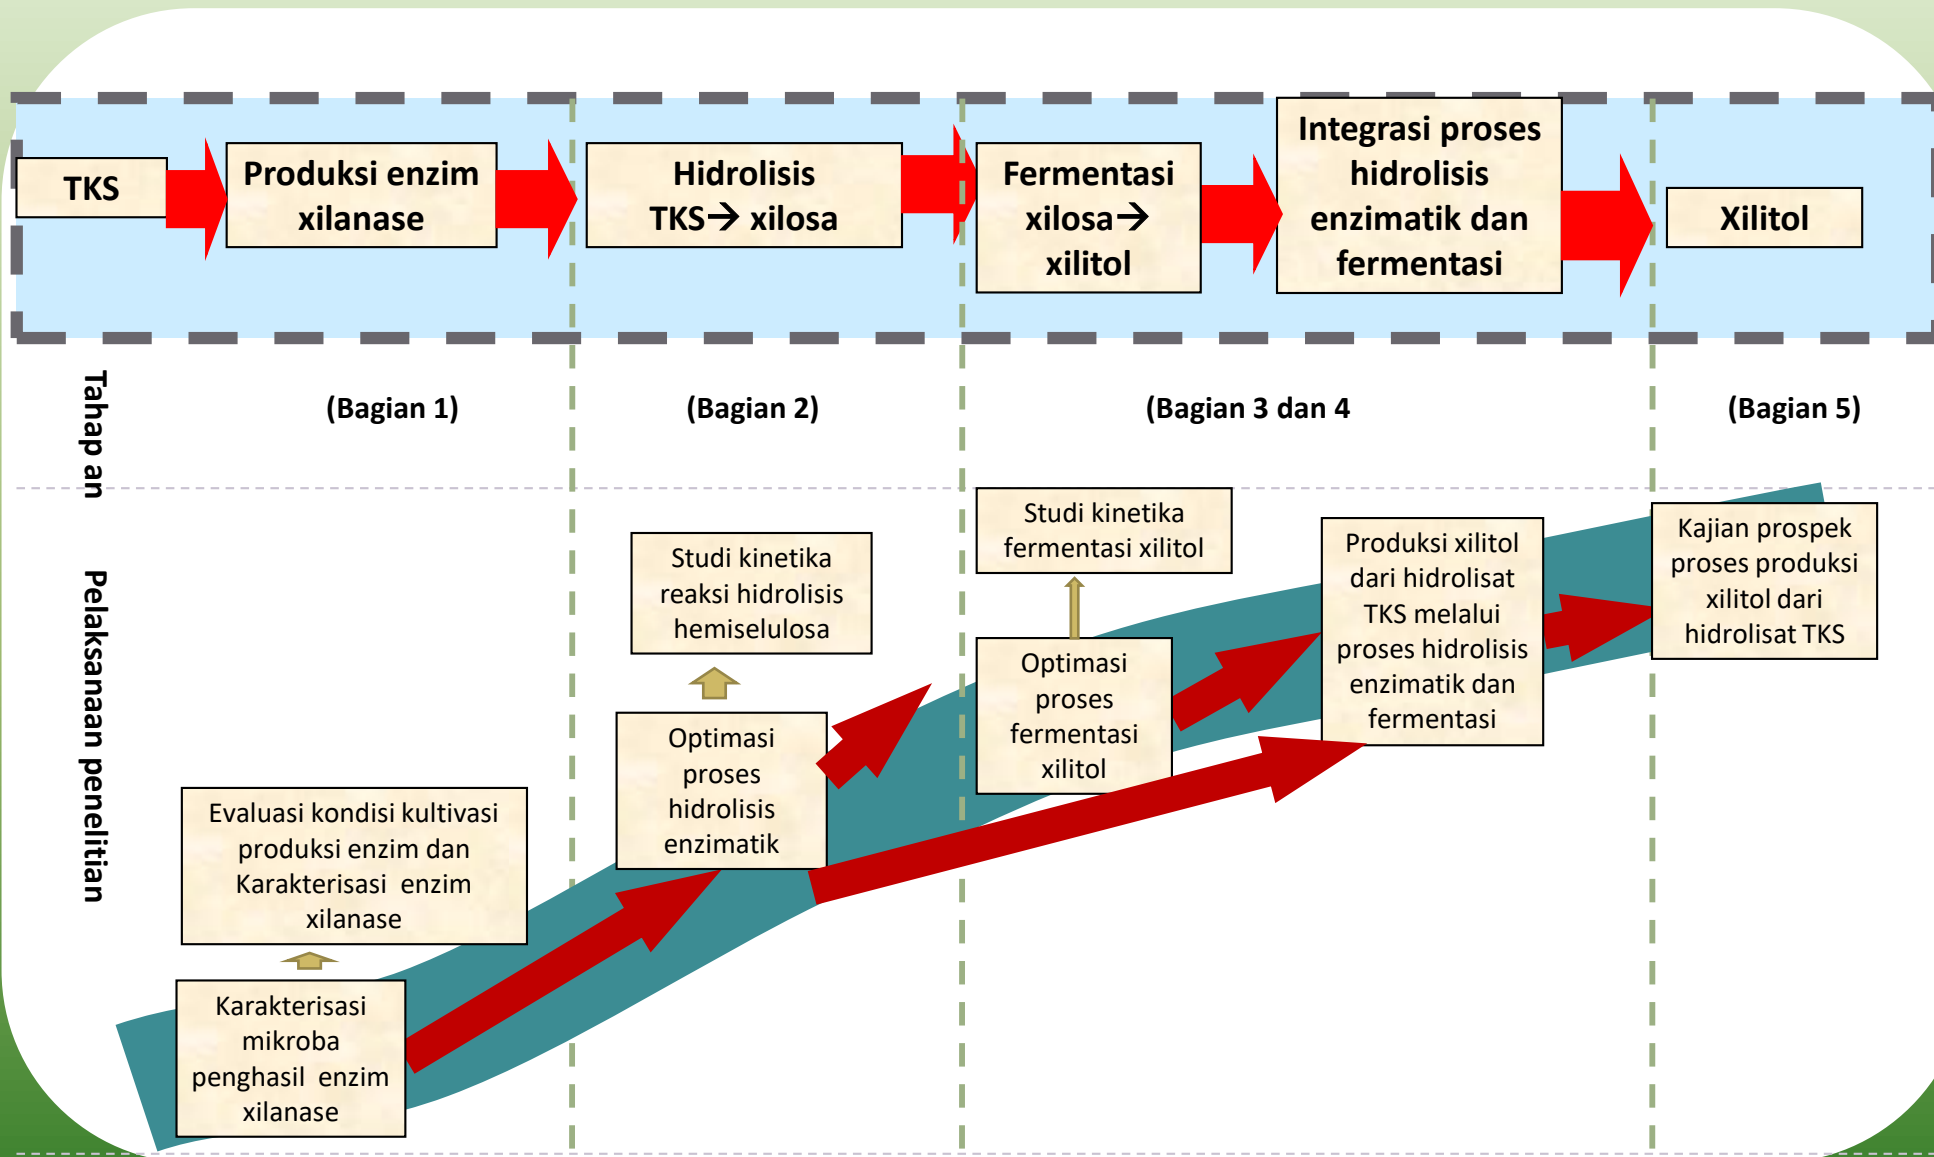 TKS
Produksi enzim
xilanase
Hidrolisis
TKS→ xilosa
Fermentasi
xilosa→
xilitol
Integrasi proses
hidrolisis
enzimatik dan
fermentasi
Xilitol
Tahap an
(Bagian 1)
(Bagian 2)
(Bagian 3 dan 4
(Bagian 5)
Pelaksanaan penelitian
Evaluasi kondisi kultivasi
produksi enzim dan
Karakterisasi enzim
xilanase
Karakterisasi
mikroba
penghasil enzim
xilanase
Studi kinetika
reaksi hidrolisis
hemiselulosa
Optimasi
proses
hidrolisis
enzimatik
Studi kinetika
fermentasi xilitol
Optimasi
proses
fermentasi
xilitol
Produksi xilitol
dari hidrolisat
TKS melalui
proses hidrolisis
enzimatik dan
fermentasi
Kajian prospek
proses produksi
xilitol dari
hidrolisat TKS